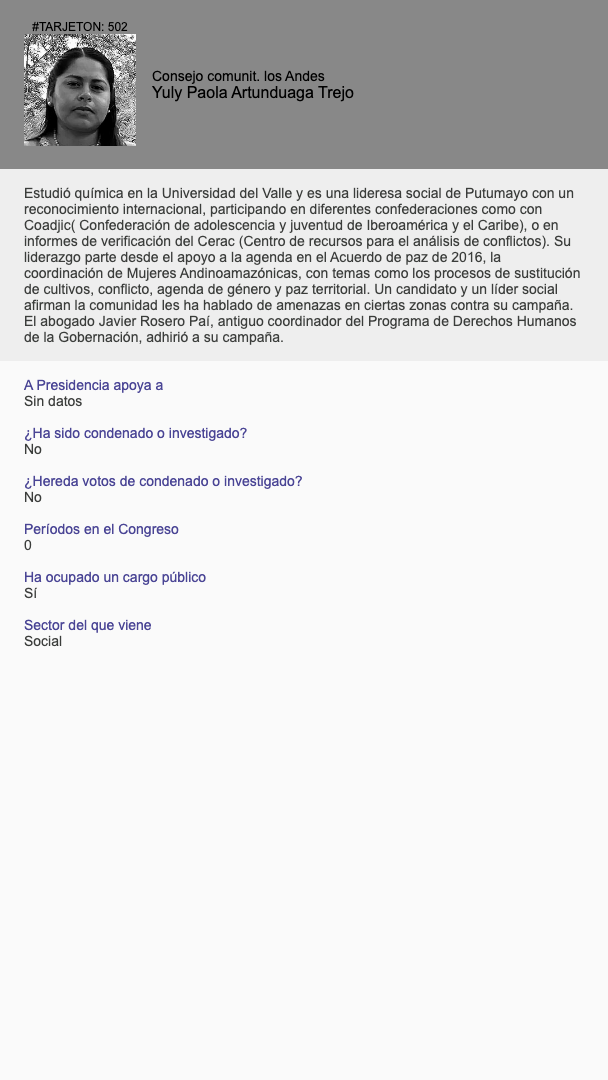 #TARJETON: 502
Consejo comunit. los Andes
Yuly Paola Artunduaga Trejo
Estudió química en la Universidad del Valle y es una lideresa social de Putumayo con un
reconocimiento internacional, participando en diferentes confederaciones como con
Coadjic( Confederación de adolescencia y juventud de Iberoamérica y el Caribe), o en
informes de verificación del Cerac (Centro de recursos para el análisis de conflictos). Su
liderazgo parte desde el apoyo a la agenda en el Acuerdo de paz de 2016, la
coordinación de Mujeres Andinoamazónicas, con temas como los procesos de sustitución
de cultivos, conflicto, agenda de género y paz territorial. Un candidato y un líder social
afirman la comunidad les ha hablado de amenazas en ciertas zonas contra su campaña.
El abogado Javier Rosero Paí, antiguo coordinador del Programa de Derechos Humanos
de la Gobernación, adhirió a su campaña.
A Presidencia apoya a
Sin datos
¿Ha sido condenado o investigado?
No
¿Hereda votos de condenado o investigado?
No
Períodos en el Congreso
0
Ha ocupado un cargo público
Sí
Sector del que viene
Social